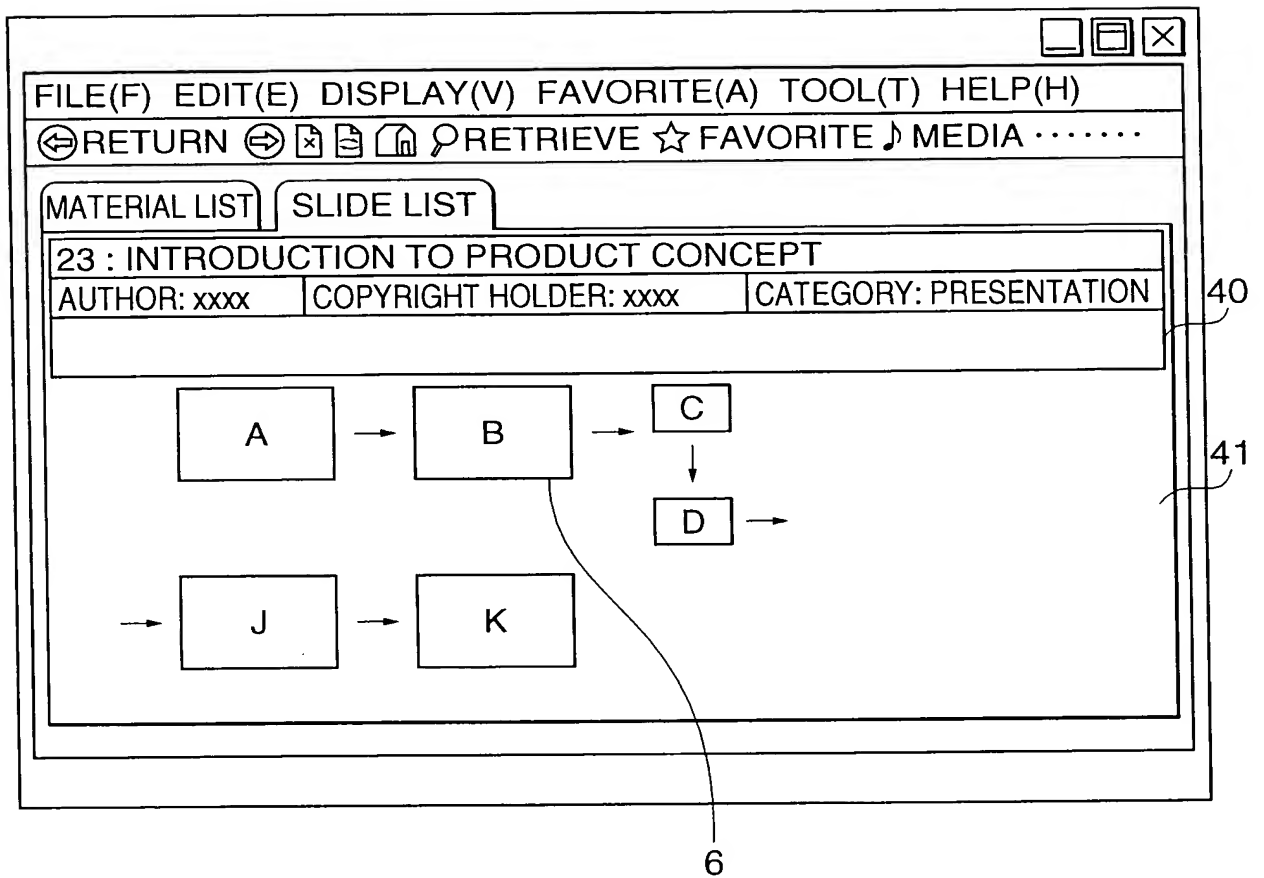 FILE(F) EDIT(E) DISPLAY(V) FAVORITE(A) TOOL(T) HELP(H)
RETURN RETRIEVE FAVORITE MEDIA ·······
MATERIAL LIST SLIDE LIST
23 : INTRODUCTION TO PRODUCT CONCEPT
AUTHOR: xxxx COPYRIGHT HOLDER: xxxx CATEGORY: PRESENTATION
40
A B C
41
D
J K
6